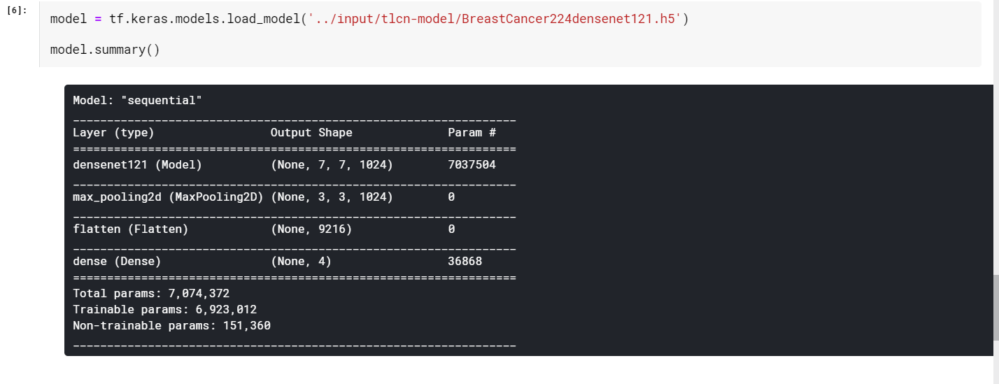 [6]:
model = tf.keras.models.load_model('../input/tlcn-model/BreastCancer224densenet121.h5')
model.summary()
Model: "sequential"
_________________________________________________________________
Layer (type)                 Output Shape              Param #
=================================================================
densenet121 (Model)          (None, 7, 7, 1024)        7037504
_________________________________________________________________
max_pooling2d (MaxPooling2D) (None, 3, 3, 1024)        0
_________________________________________________________________
flatten (Flatten)            (None, 9216)              0
_________________________________________________________________
dense (Dense)                (None, 4)                 36868
=================================================================
Total params: 7,074,372
Trainable params: 6,923,012
Non-trainable params: 151,360
_________________________________________________________________